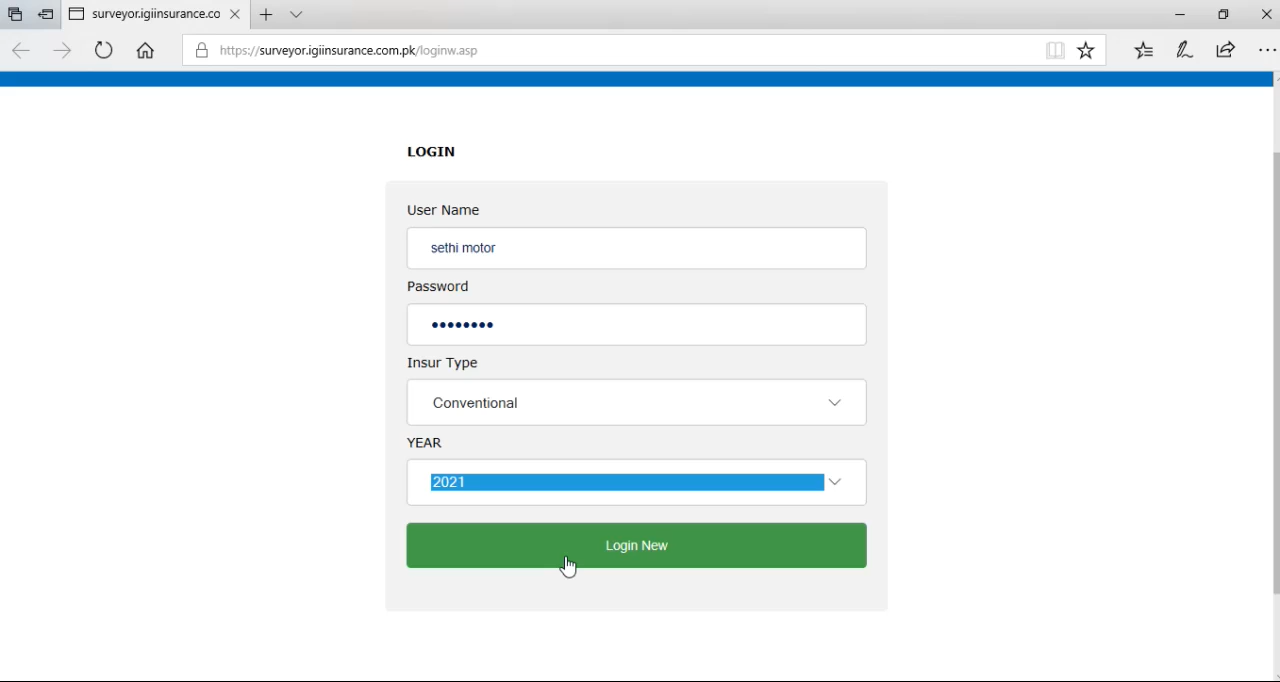 surveyor.igiinsurance.co
https://surveyor.igiinsurance.com.pk/loginw.asp
LOGIN
User Name
sethi motor
Password
••••••••
Insur Type
Conventional
YEAR
2021
Login New